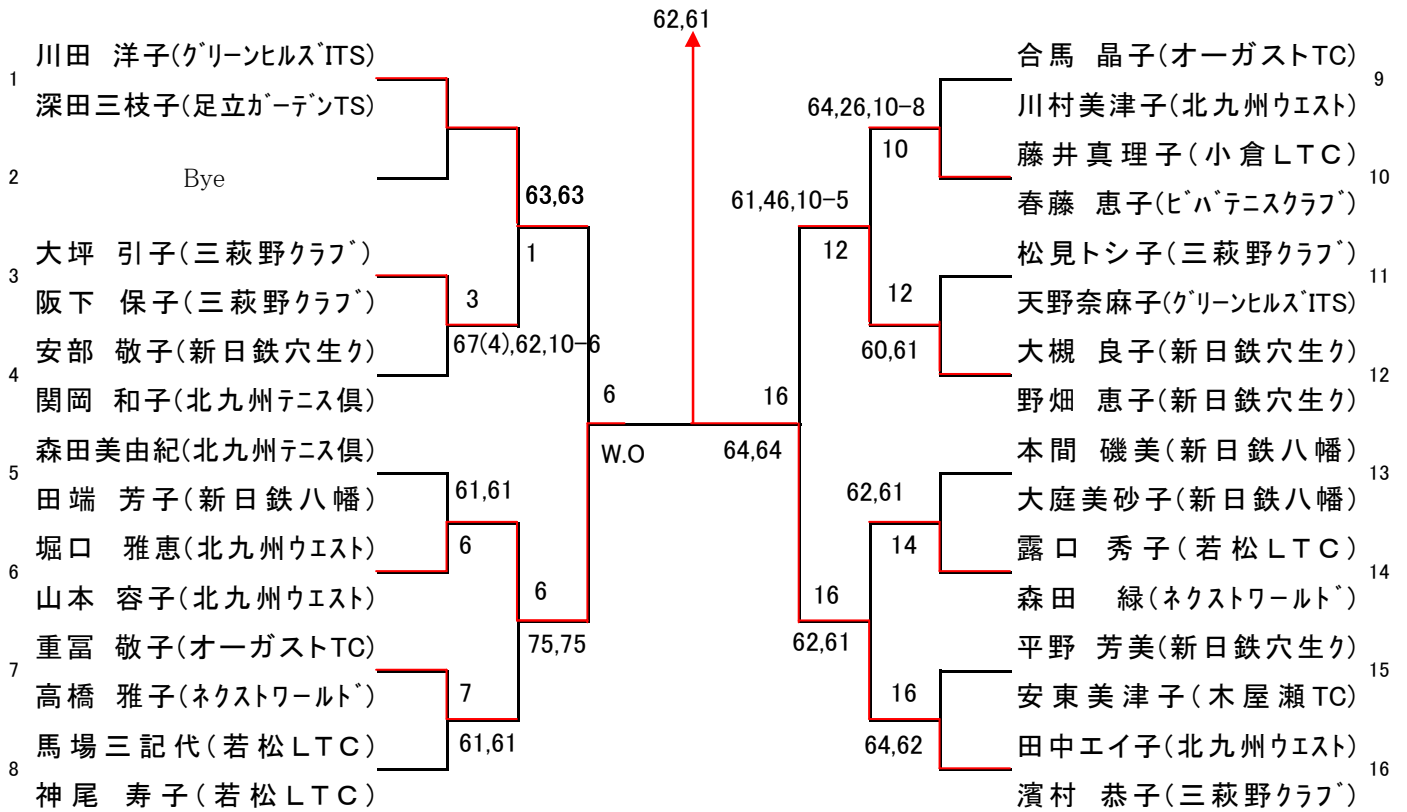 62,61
川田 洋子(グリーンヒルズITS)
1
深田三枝子(足立ガーデンTS)
2
Bye
63,63
大坪 引子(三萩野クラブ)
1
3
阪下 保子(三萩野クラブ)
3
安部 敬子(新日鉄穴生ク)
67(4),62,10-6
4
関岡 和子(北九州テニス倶)
6
森田美由紀(北九州テニス倶)
W.O
5
田端 芳子(新日鉄八幡)
61,61
堀口 雅恵(北九州ウエスト)
6
6
山本 容子(北九州ウエスト)
6
重冨 敬子(オーガストTC)
75,75
7
高橋 雅子(ネクストワールド)
7
馬場三記代(若松LTC)
61,61
8
神尾 寿子(若松LTC)
合馬 晶子(オーガストTC)
9
川村美津子(北九州ウエスト)
64,26,10-8
藤井真理子(小倉LTC)
10
10
春藤 恵子(ビバテニスクラブ)
61,46,10-5
松見トシ子(三萩野クラブ)
12
11
天野奈麻子(グリーンヒルズITS)
12
大槻 良子(新日鉄穴生ク)
60,61
12
野畑 恵子(新日鉄穴生ク)
16
本間 磯美(新日鉄八幡)
64,64
13
大庭美砂子(新日鉄八幡)
62,61
露口 秀子(若松LTC)
14
14
森田 緑(ネクストワールド)
16
平野 芳美(新日鉄穴生ク)
62,61
15
安東美津子(木屋瀬TC)
16
田中エイ子(北九州ウエスト)
64,62
16
濱村 恭子(三萩野クラブ)